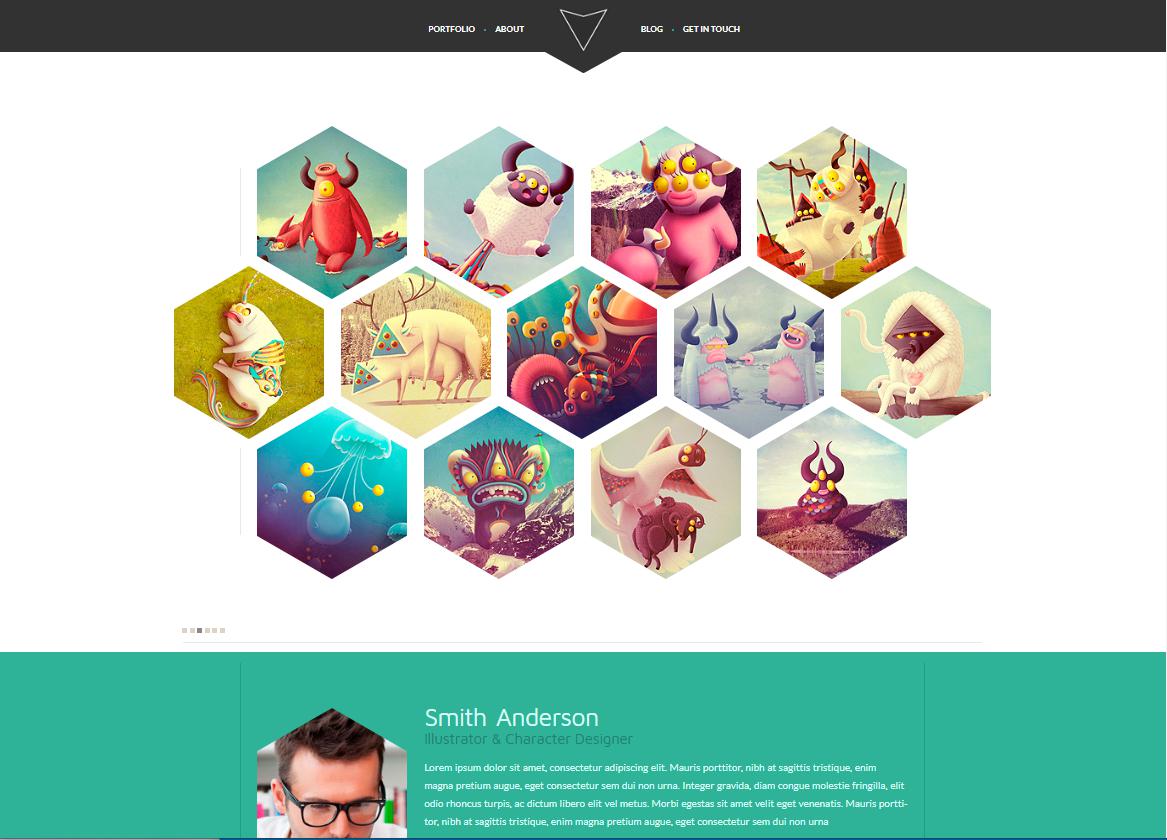 PORTFOLIO • ABOUT BLOG • GET IN TOUCH
Smith Anderson
Illustrator & Character Designer
Lorem ipsum dolor sit amet, consectetur adipiscing elit. Mauris porttitor, nibh at sagittis tristique, enim
magna pretium augue, eget consectetur sem dui non urna. Integer gravida, diam congue molestie fringilla, elit
odio rhoncus turpis, ac dictum libero elit vel metus. Morbi egestas sit amet velit eget venenatis. Mauris portti-
tor, nibh at sagittis tristique, enim magna pretium augue, eget consectetur sem dui non urna